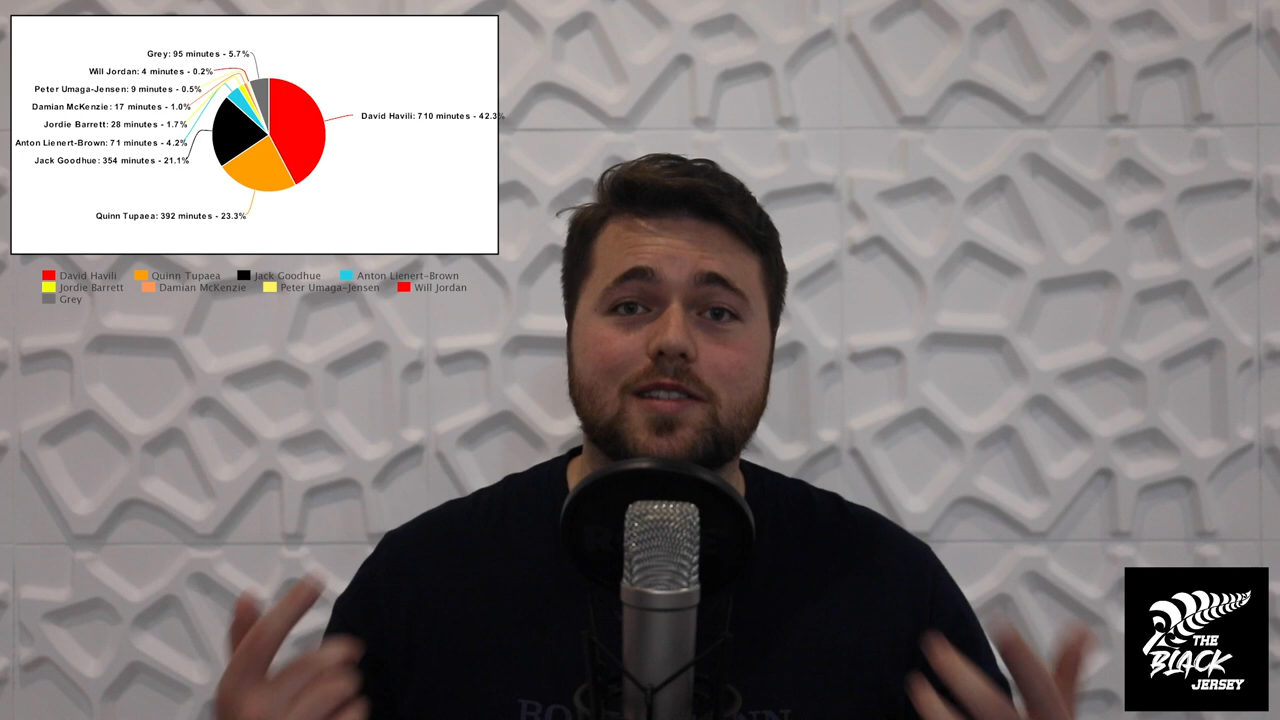 Grey: 95 minutes - 5.7%
Will Jordan: 4 minutes - 0.2%
Peter Umaga-Jensen: 9 minutes - 0.5%
Damian McKenzie: 17 minutes - 1.0%
David Havili: 710 minutes - 42.3%
Jordie Barrett: 28 minutes - 1.7%
Anton Lienert-Brown: 71 minutes - 4.2%
Jack Goodhue: 354 minutes - 21.1%
Quinn Tupaea: 392 minutes - 23.3%
David Havili Quinn Tupaea Jack Goodhue Anton Lienert-Brown
Jordie Barrett Damian McKenzie Peter Umaga-Jensen Will Jordan
Grey
THE
BLACK
JERSEY